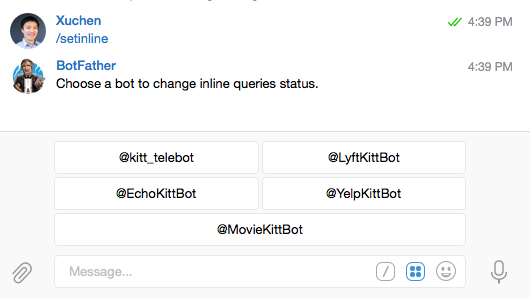 Xuchen
4:39 PM
/setinline
BotFather
4:39 PM
Choose a bot to change inline queries status.
@kitt_telebot
@LyftKittBot
@EchoKittBot
@YelpKittBot
@MovieKittBot
Message...
/